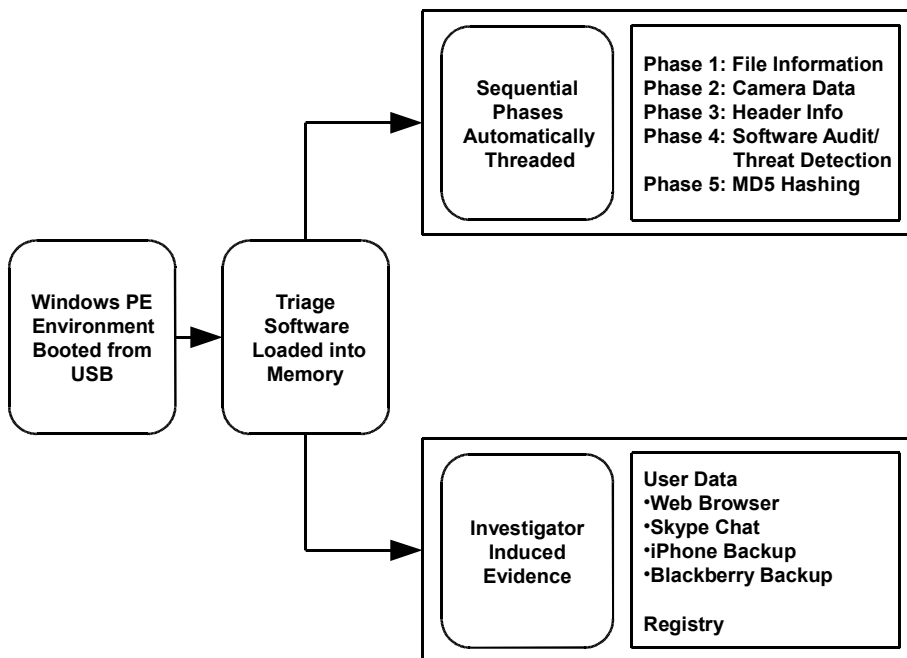 Windows PE
Environment
Booted from
USB
Triage
Software
Loaded into
Memory
Sequential
Phases
Automatically
Threaded
Phase 1: File Information
Phase 2: Camera Data
Phase 3: Header Info
Phase 4: Software Audit/
Threat Detection
Phase 5: MD5 Hashing
Investigator
Induced
Evidence
User Data
•Web Browser
•Skype Chat
•iPhone Backup
•Blackberry Backup
Registry